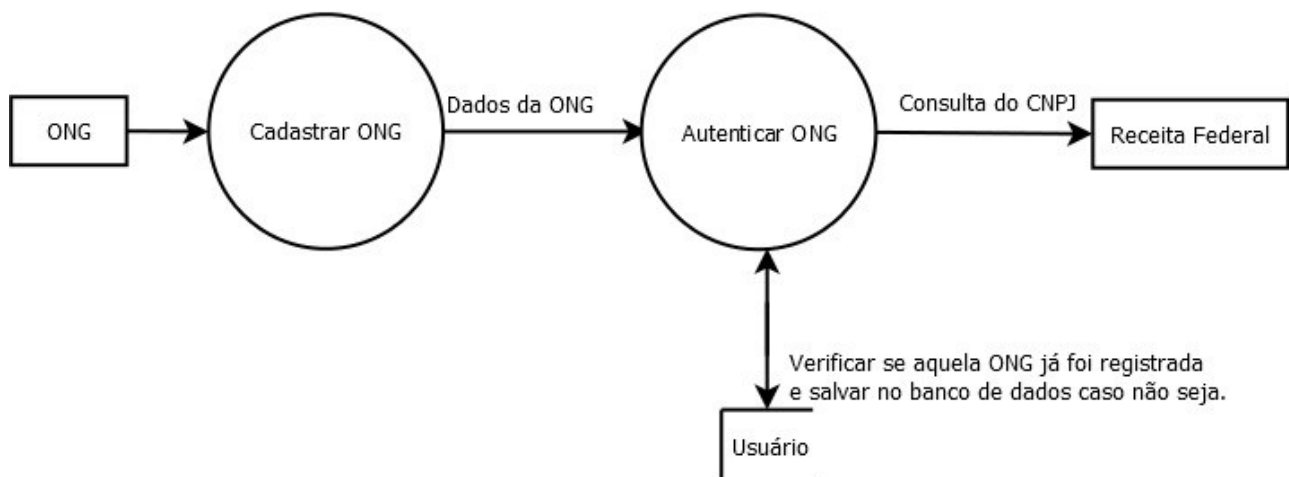 ONG
Cadastrar ONG
Dados da ONG
Autenticar ONG
Consulta do CNPJ
Receita Federal
Verificar se aquela ONG já foi registrada
e salvar no banco de dados caso não seja.
Usuário